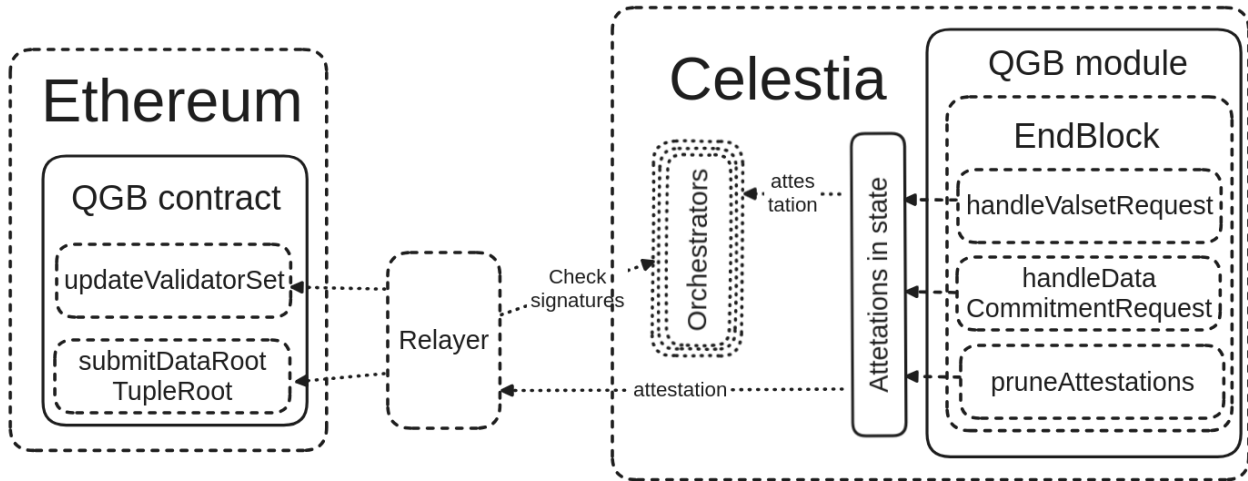 Ethereum
QGB contract
updateValidatorSet
submitDataRoot
TupleRoot
Relayer
Check
signatures
attestation
Celestia
Orchestrators
attes
tation
Attetations in state
QGB module
EndBlock
handleValsetRequest
handleData
CommitmentRequest
pruneAttestations